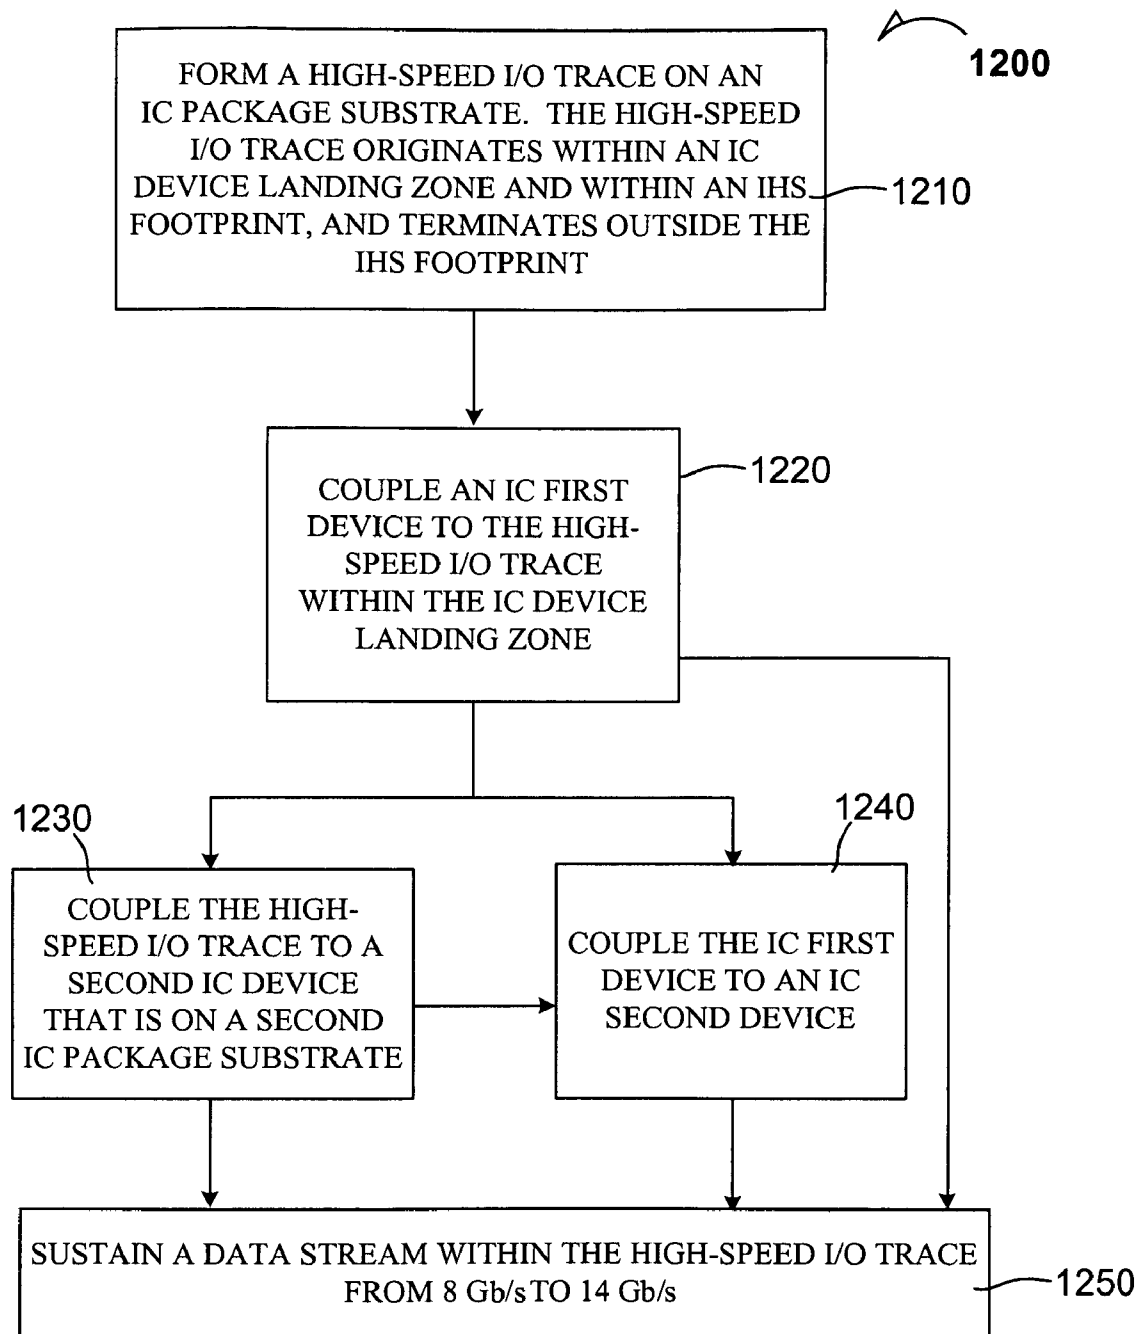 1200
FORM A HIGH-SPEED I/O TRACE ON AN
IC PACKAGE SUBSTRATE. THE HIGH-SPEED
I/O TRACE ORIGINATES WITHIN AN IC
DEVICE LANDING ZONE AND WITHIN AN IHS
FOOTPRINT, AND TERMINATES OUTSIDE THE
IHS FOOTPRINT
1210
COUPLE AN IC FIRST
DEVICE TO THE HIGH-
SPEED I/O TRACE
WITHIN THE IC DEVICE
LANDING ZONE
1220
1230
COUPLE THE HIGH-
SPEED I/O TRACE TO A
SECOND IC DEVICE
THAT IS ON A SECOND
IC PACKAGE SUBSTRATE
1240
COUPLE THE IC FIRST
DEVICE TO AN IC
SECOND DEVICE
SUSTAIN A DATA STREAM WITHIN THE HIGH-SPEED I/O TRACE
FROM 8 Gb/s TO 14 Gb/s
1250